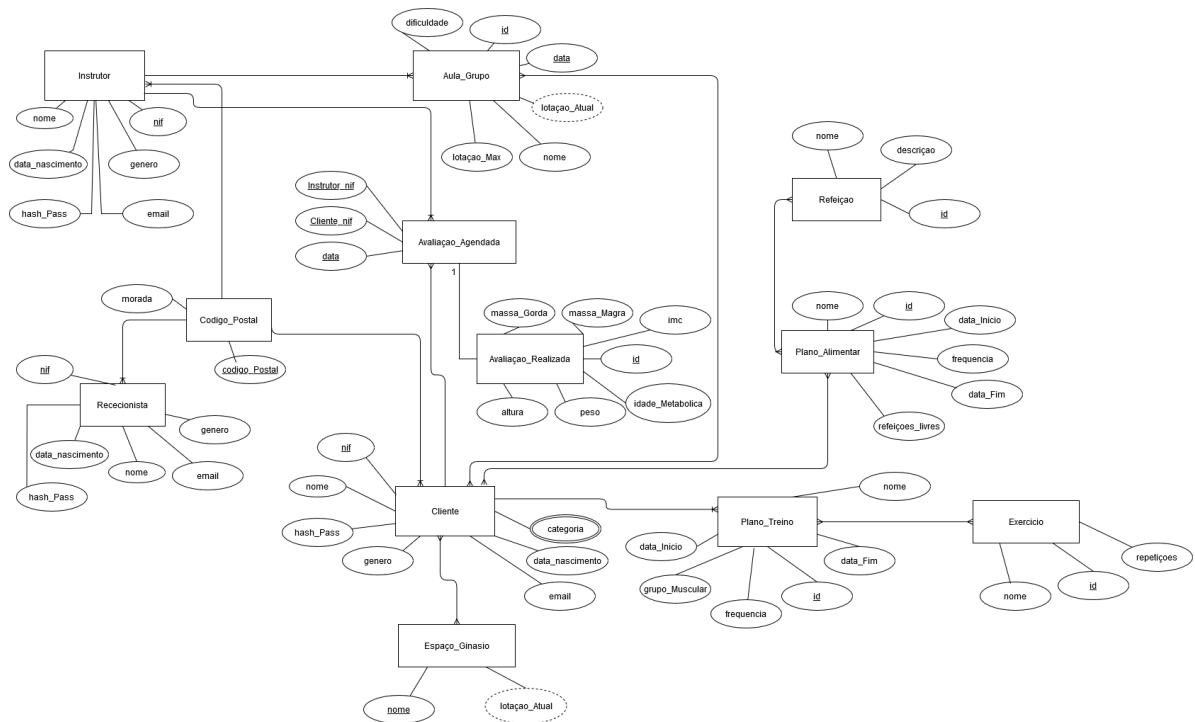 dificuldade
id
data
Instrutor
Aula_Grupo
lotaçao_Atual
nome
nif
data_nascimento
genero
lotaçao_Max
nome
hash_Pass
email
nome
descriçao
Refeiçao
id
Instrutor_nif
Cliente_nif
data
Avaliaçao_Agendada
1
morada
Codigo_Postal
codigo_Postal
massa_Gorda
massa_Magra
imc
Avaliaçao_Realizada
id
idade_Metabolica
altura
peso
nome
id
data_Inicio
Plano_Alimentar
frequencia
data_Fim
refeiçoes_livres
nif
Rececionista
genero
data_nascimento
nome
email
hash_Pass
nif
nome
Cliente
hash_Pass
categoria
genero
data_nascimento
email
nome
Plano_Treino
data_Inicio
data_Fim
grupo_Muscular
frequência
id
Exercicio
repetiçoes
id
nome
Espaço_Ginasio
nome
lotaçao_Atual